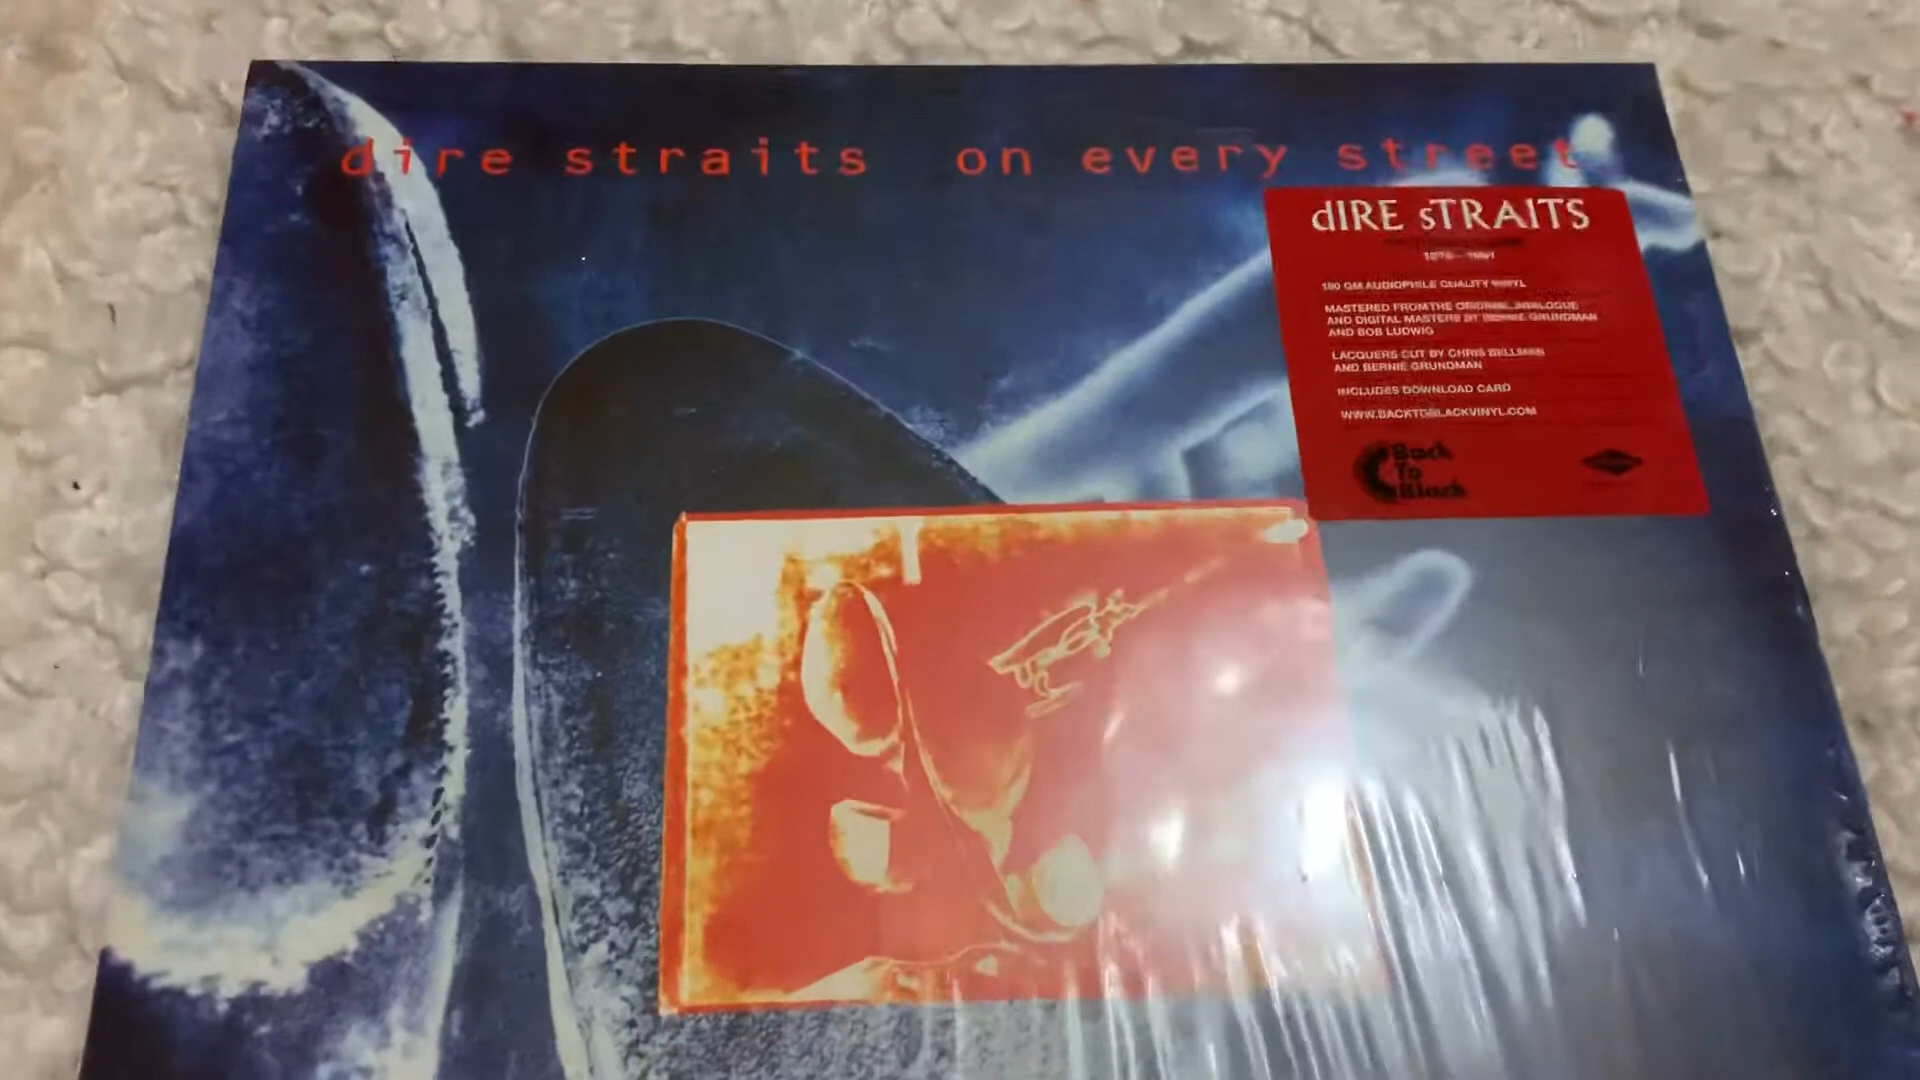 dire straits on every street
dIRE sTRAITS
180 GM AUDIOPHILE QUALITY VINYL
MASTERED FROM THE ORIGINAL ANALOGUE
AND DIGITAL MASTERS BY BERNIE GRUNDMAN
AND BOB LUDWIG
LACQUERS CUT BY CHRIS BELLMAN
AND BERNIE GRUNDMAN
INCLUDES DOWNLOAD CARD
WWW.BACKTOBLACKVINYL.COM
Back
To
Black